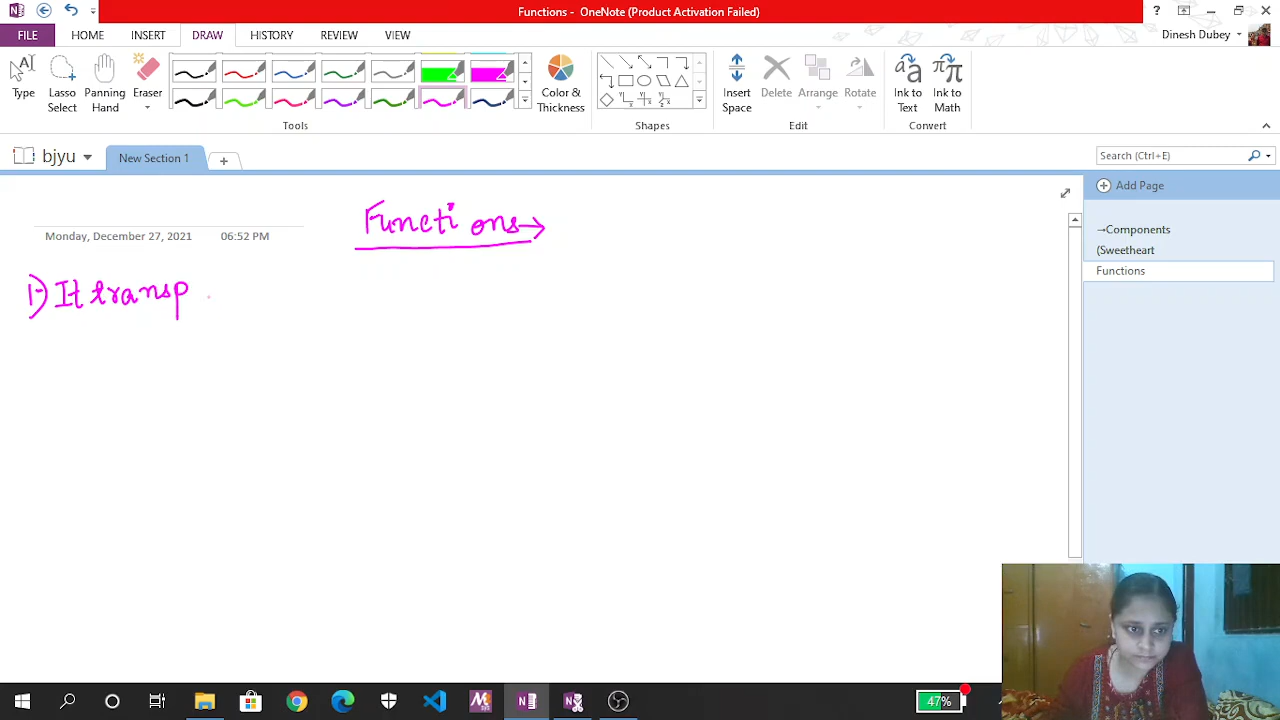 Functions - OneNote (Product Activation Failed)
?
FILE HOME INSERT DRAW HISTORY REVIEW VIEW
Dinesh Dubey
Type
Lasso Select
Panning Hand
Eraser
Color & Thickness
Insert Space
Delete
Arrange
Rotate
Ink to Text
Ink to Math
Tools
Shapes
Edit
Convert
bjyu
New Section 1
+
Search (Ctrl+E)
Add Page
→Components
(Sweetheart
Functions
Functions→
Monday, December 27, 2021 06:52 PM
1) It transp
47%